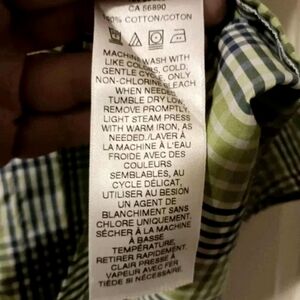 CA 56890
100% COTTON/COTON
MACHINE WASH WITH
LIKE COLORS, COLD,
GENTLE CYCLE, ONLY
NON-CHLORINE BLEACH
WHEN NEEDED,
TUMBLE DRY LOW,
REMOVE PROMPTLY,
LIGHT STEAM PRESS
WITH WARM IRON, AS
NEEDED./LAVER À
LA MACHINE À L'EAU
FROIDE AVEC DES
COULEURS
SEMBLABLES, AU
CYCLE DÉLICAT,
UTILISER AU BESION
UN AGENT DE
BLANCHIMENT SANS
CHLORE UNIQUEMENT.
SÉCHER À LA MACHINE
À BASSE
TEMPÉRATURE,
RETIRER RAPIDEMENT.
CLAIR PRESSE À
VAPEUR AVEC FER
TIÈDE SI NÉCESSAIRE.